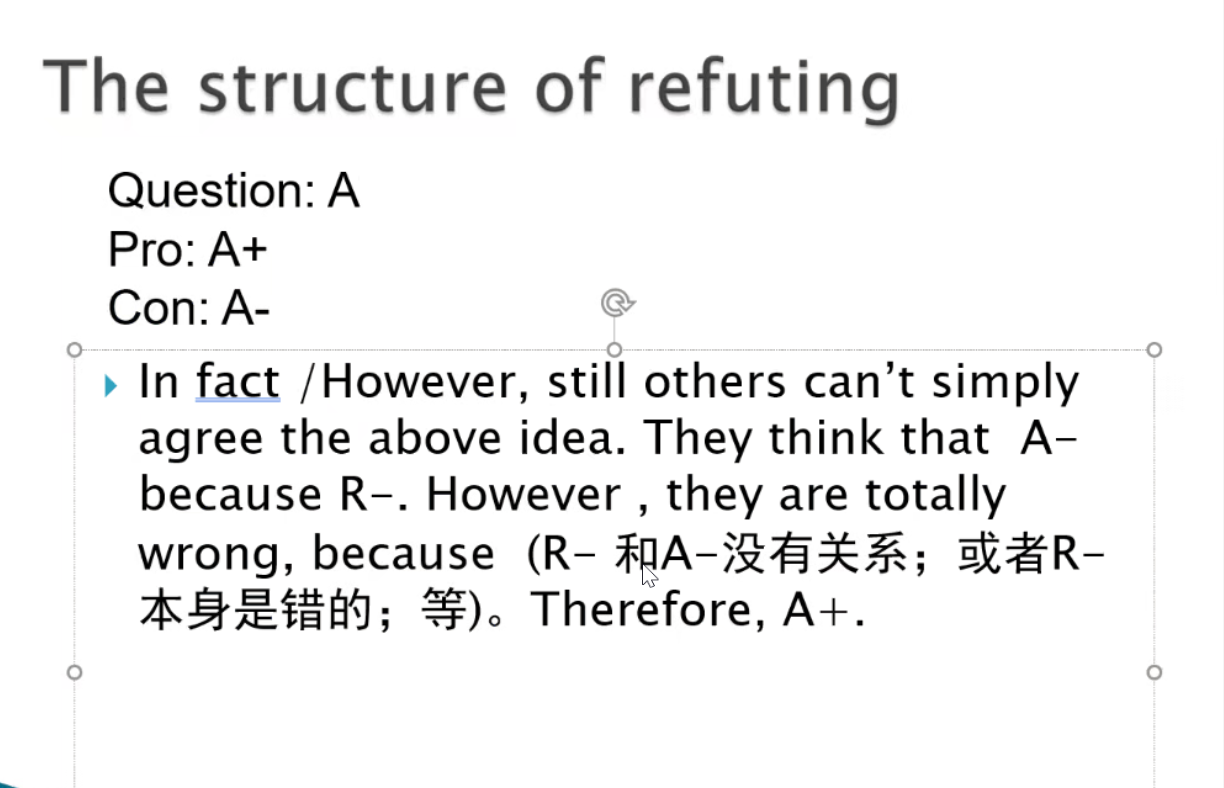 The structure of refuting
Question: A
Pro: A+
Con: A-
In fact /However, still others can’t simply
agree the above idea. They think that A-
because R-. However , they are totally
wrong, because (R- 和A-没有关系；或者R-
本身是错的；等)。Therefore, A+.